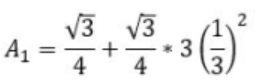 A₁ = √3/4 + √3/4 * 3 (1/3)²